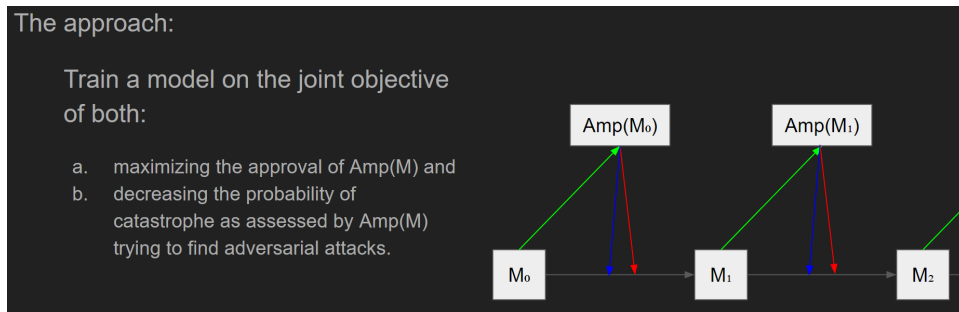 The approach:
Train a model on the joint objective
of both:
a. maximizing the approval of Amp(M) and
b. decreasing the probability of
catastrophe as assessed by Amp(M)
trying to find adversarial attacks.
Amp(M₀) Amp(M₁)
M₀ M₁ M₂